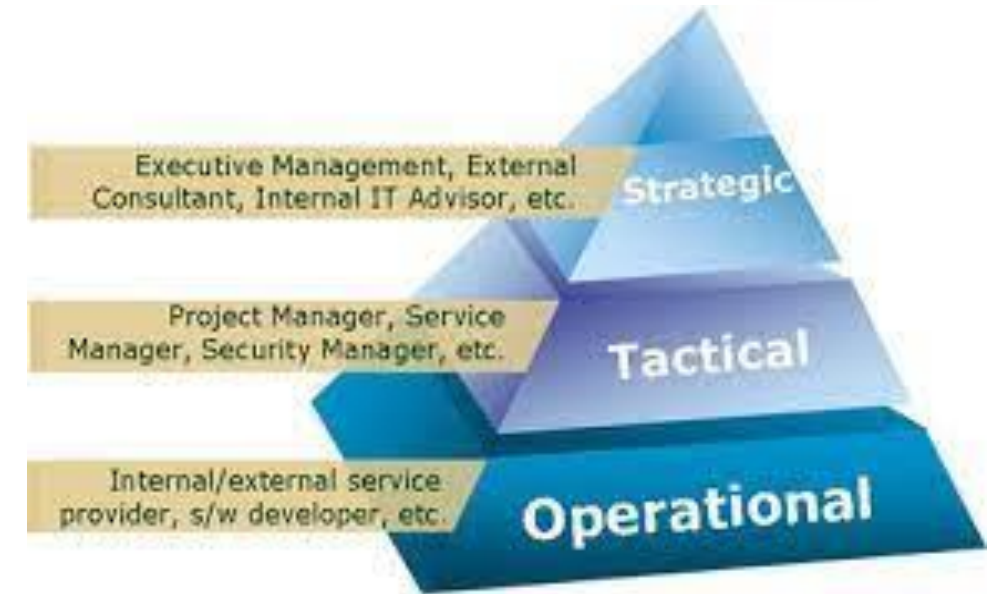 Executive Management, External
Consultant, Internal IT Advisor, etc.
Strategic
Project Manager, Service
Manager, Security Manager, etc.
Tactical
Internal/external service
provider, s/w developer, etc.
Operational